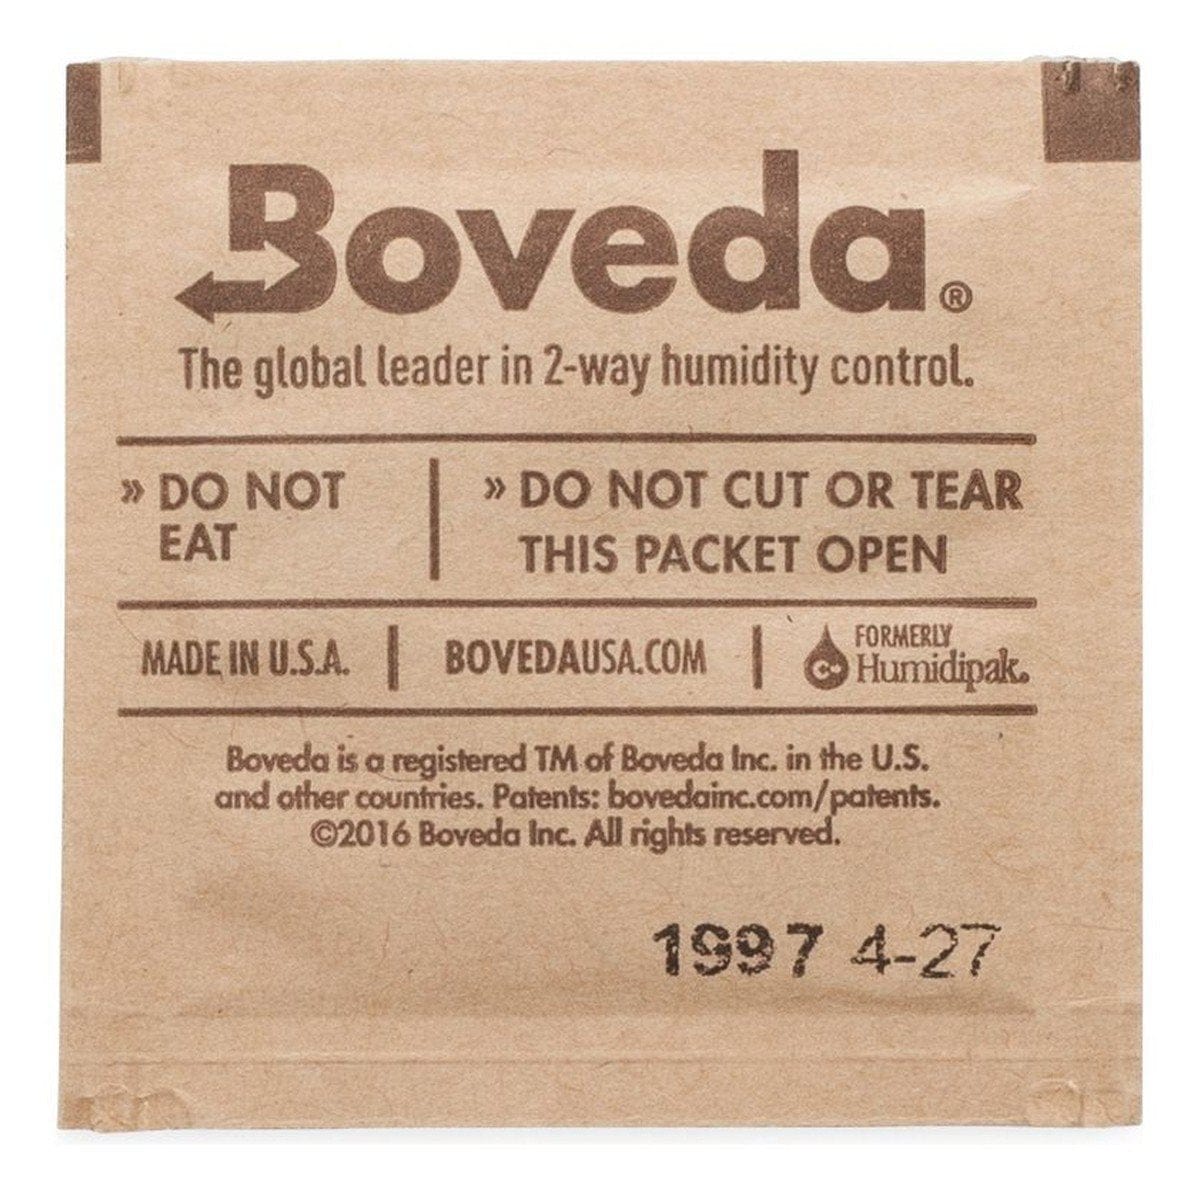 Boveda®
The global leader in 2-way humidity control.
» DO NOT EAT
» DO NOT CUT OR TEAR
THIS PACKET OPEN
MADE IN U.S.A. | BOVEDAUSA.COM | FORMERLY Humidipak®
Boveda is a registered TM of Boveda Inc. in the U.S.
and other countries. Patents: bovedainc.com/patents.
©2016 Boveda Inc. All rights reserved.
1997 4-27